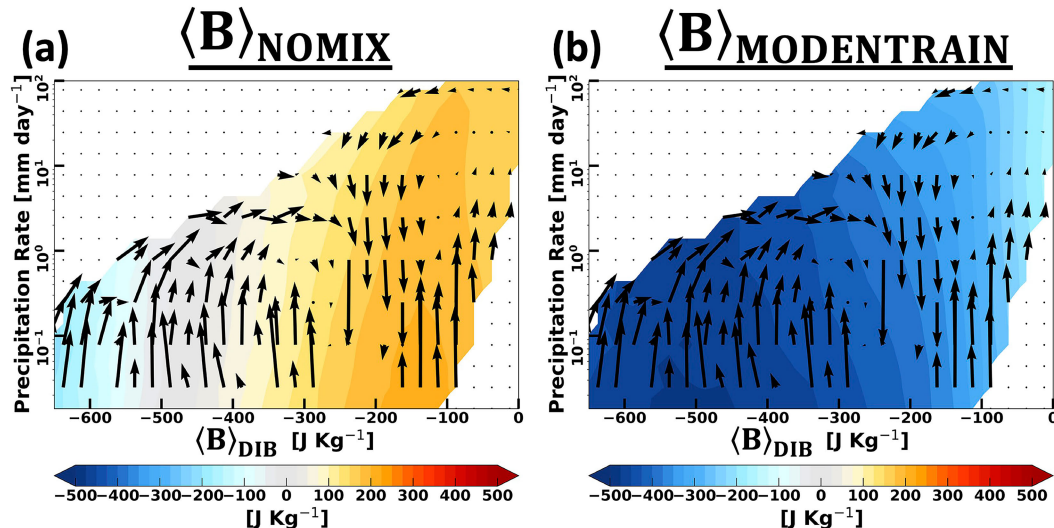 (a) ⟨B⟩NOMIX
Precipitation Rate [mm day⁻¹]
10²
10¹
10⁰
10⁻¹
−600 −500 −400 −300 −200 −100 0
⟨B⟩DIB [J Kg⁻¹]
−500−400−300−200−100 0 100 200 300 400 500
[J Kg⁻¹]
(b) ⟨B⟩MODENTRAIN
Precipitation Rate [mm day⁻¹]
10²
10¹
10⁰
10⁻¹
−600 −500 −400 −300 −200 −100 0
⟨B⟩DIB [J Kg⁻¹]
−500−400−300−200−100 0 100 200 300 400 500
[J Kg⁻¹]